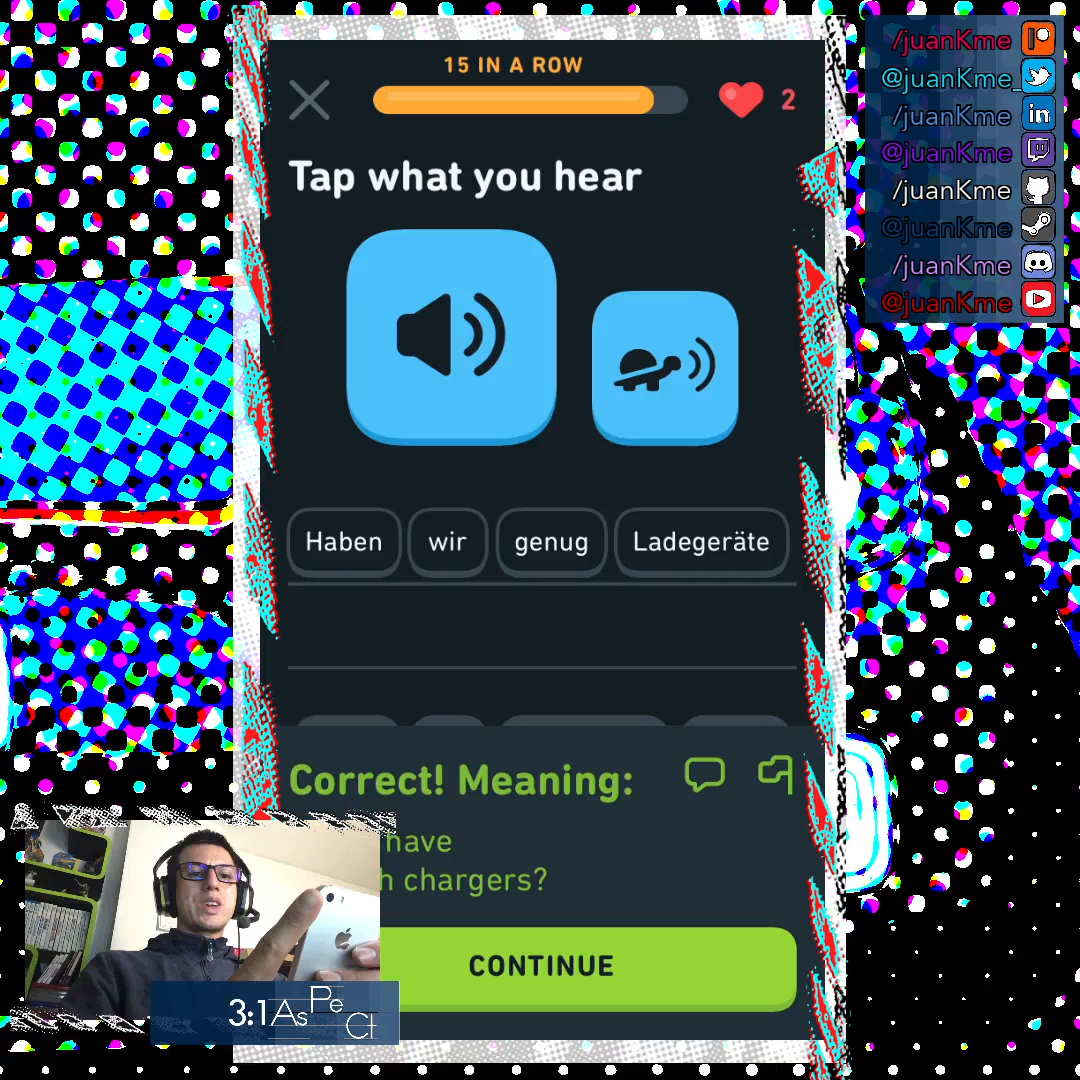 15 IN A ROW
2
Tap what you hear
Haben wir genug Ladegeräte
Correct! Meaning:
have
chargers?
CONTINUE
/juanKme
@juanKme_
/juanKme
@juanKme
/juanKme
@juanKme
/juanKme
@juanKme
3:1AsPeCt